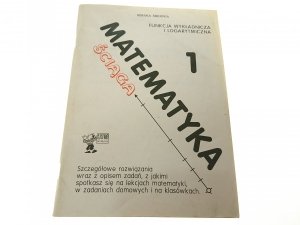 FUNKCJA WYKŁADNICZA
I LOGARYTMICZNA
1
MATEMATYKA
ŚCIĄGA
Szczegółowe rozwiązania
wraz z opisem zadań, z jakimi
spotkasz się na lekcjach matematyki,
w zadaniach domowych i na klasówkach.